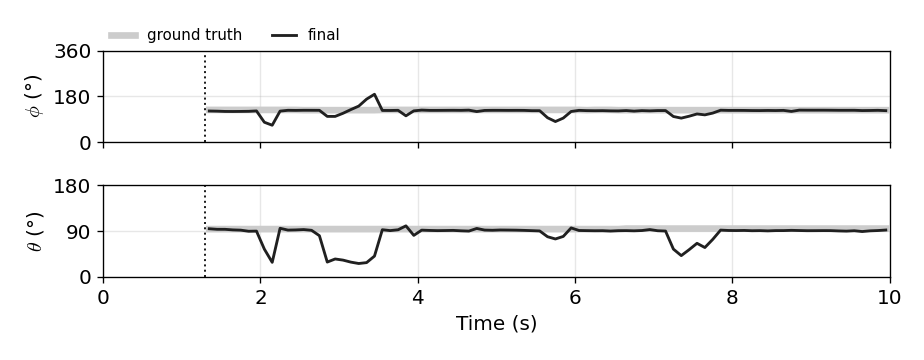 ground truth final
360
180
0
ϕ (°)
180
90
0
θ (°)
0 2 4 6 8 10
Time (s)